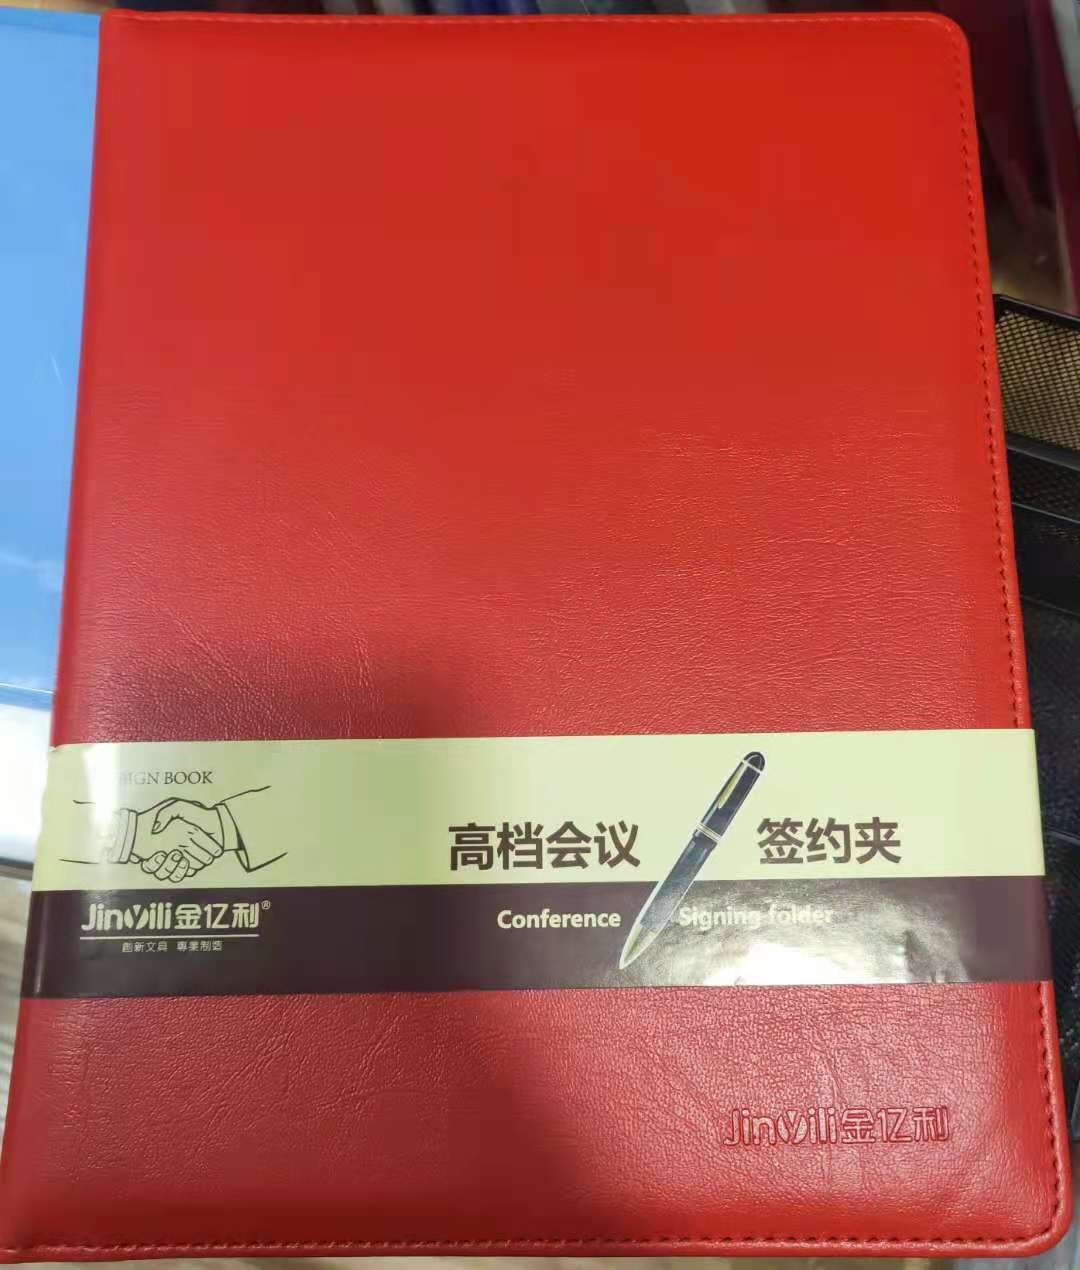 SIGN BOOK
高档会议 签约夹
Jinyili金亿利®
創新文具 專業制造
Conference Signing folder
Jinyili金亿利